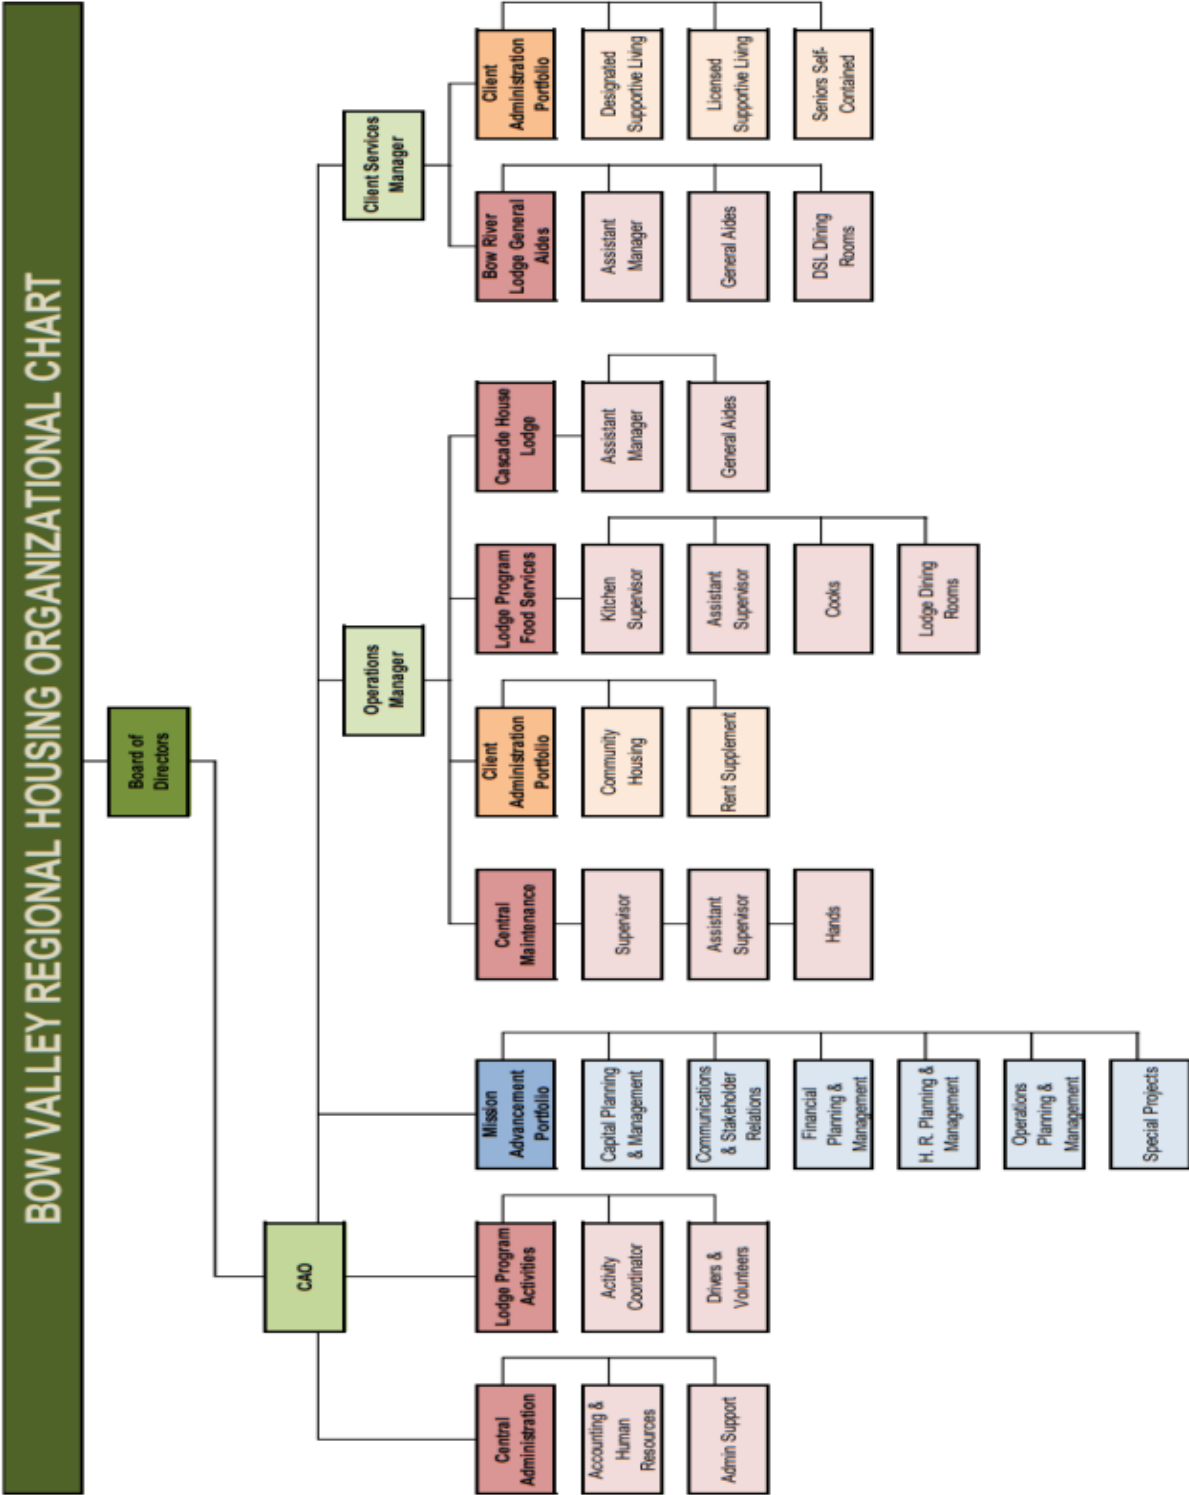 BOW VALLEY REGIONAL HOUSING ORGANIZATIONAL CHART
Board of
Directors
CAO
Operations
Manager
Client Services
Manager
Central
Administration
Accounting &
Human
Resources
Admin Support
Lodge Program
Activities
Activity
Coordinator
Drivers &
Volunteers
Mission
Advancement
Portfolio
Capital Planning
& Management
Communications
& Stakeholder
Relations
Financial
Planning &
Management
H. R. Planning &
Management
Operations
Planning &
Management
Special Projects
Central
Maintenance
Supervisor
Assistant
Supervisor
Hands
Client
Administration
Portfolio
Community
Housing
Rent Supplement
Lodge Program
Food Services
Kitchen
Supervisor
Assistant
Supervisor
Cooks
Lodge Dining
Rooms
Cascade House
Lodge
Assistant
Manager
General Aides
Bow River
Lodge General
Aides
Assistant
Manager
General Aides
DSL Dining
Rooms
Client
Administration
Portfolio
Designated
Supportive Living
Licensed
Supportive Living
Seniors Self-
Contained